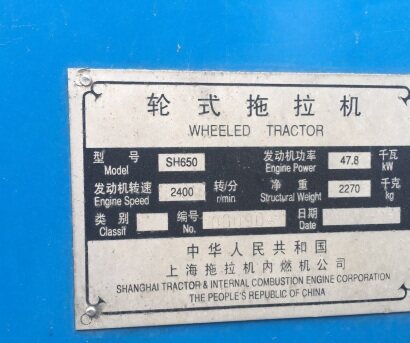 轮式拖拉机
WHEELED TRACTOR
型号 SH650 发动机功率 47.8 千瓦
Model Engine Power kW
发动机转速 2400 转/分 净重 2270 千克
Engine Speed r/min Structural Weight kg
类别 编号 日期
Classif No. Date
中华人民共和国
上海拖拉机内燃机公司
SHANGHAI TRACTOR & INTERNAL COMBUSTION ENGINE CORPORATION
THE PEOPLE'S REPUBLIC OF CHINA